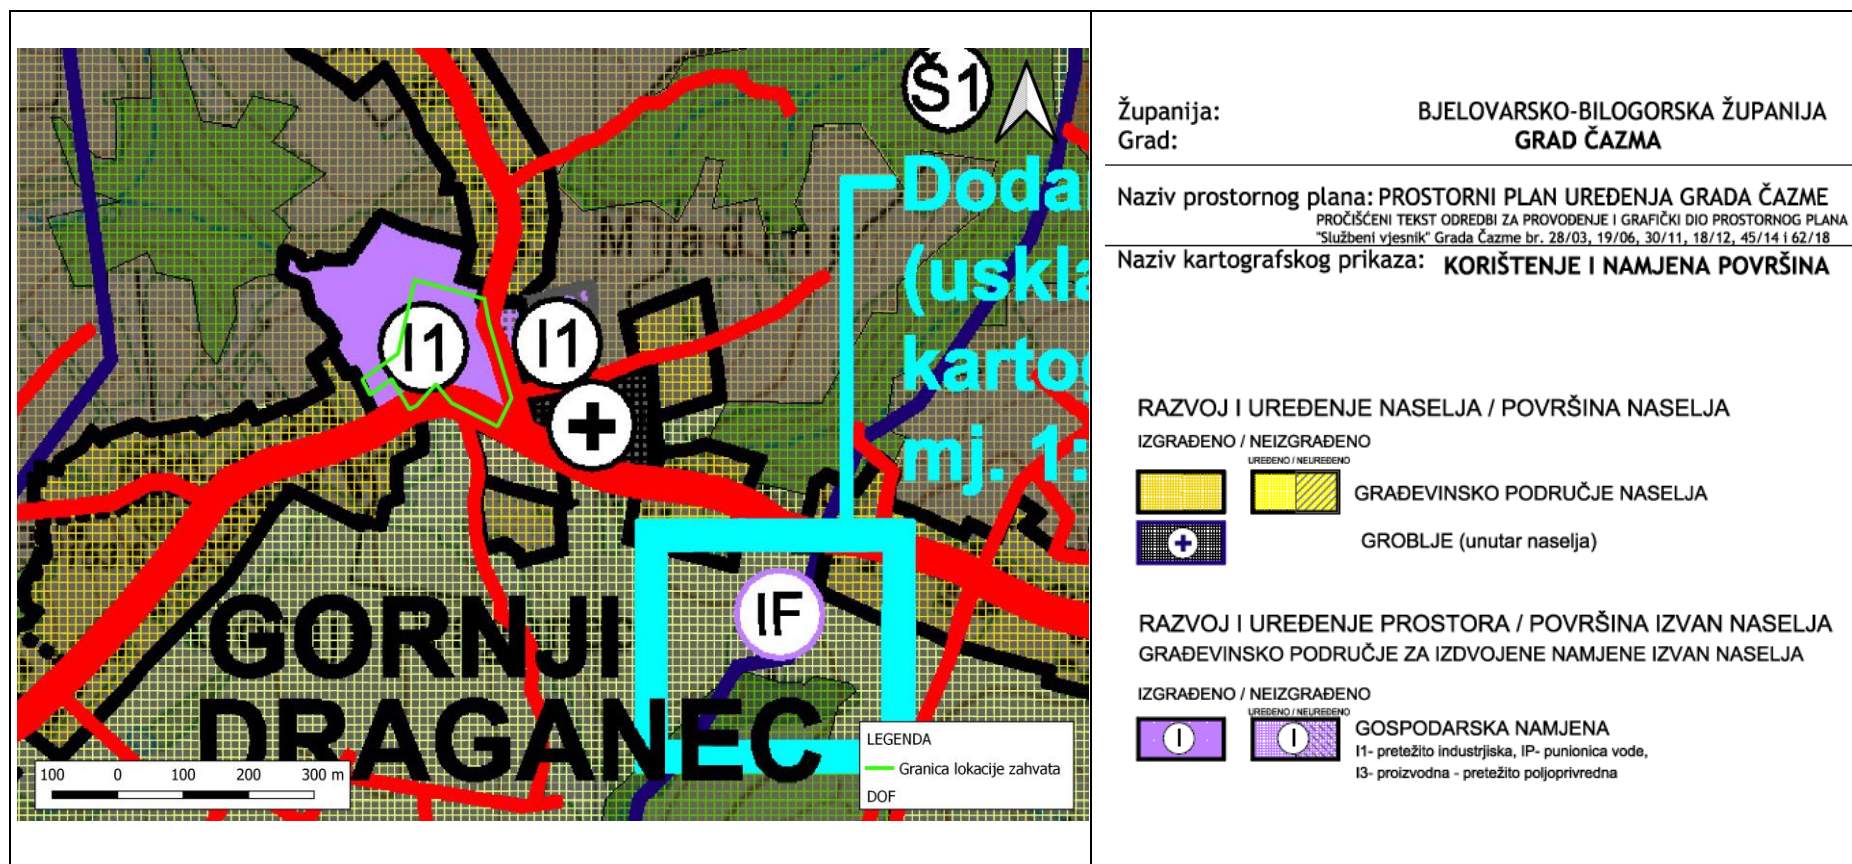 Š1
Doda
(uskla
kartog
mj. 1:
I1
I1
+
IF
GORNJI
DRAGANEC
100 0 100 200 300 m
LEGENDA
Granica lokacije zahvata
DOF
Županija: BJELOVARSKO-BILOGORSKA ŽUPANIJA
Grad: GRAD ČAZMA
Naziv prostornog plana: PROSTORNI PLAN UREĐENJA GRADA ČAZME
PROČIŠĆENI TEKST ODREDBI ZA PROVOĐENJE I GRAFIČKI DIO PROSTORNOG PLANA
"Službeni vjesnik" Grada Čazme br. 28/03, 19/06, 30/11, 18/12, 45/14 i 62/18
Naziv kartografskog prikaza: KORIŠTENJE I NAMJENA POVRŠINA
RAZVOJ I UREĐENJE NASELJA / POVRŠINA NASELJA
IZGRAĐENO / NEIZGRAĐENO
UREĐENO / NEUREĐENO
GRAĐEVINSKO PODRUČJE NASELJA
+
GROBLJE (unutar naselja)
RAZVOJ I UREĐENJE PROSTORA / POVRŠINA IZVAN NASELJA
GRAĐEVINSKO PODRUČJE ZA IZDVOJENE NAMJENE IZVAN NASELJA
IZGRAĐENO / NEIZGRAĐENO
UREĐENO / NEUREĐENO
I I GOSPODARSKA NAMJENA
I1- pretežito industrjiska, IP- punionica vode,
I3- proizvodna - pretežito poljoprivredna